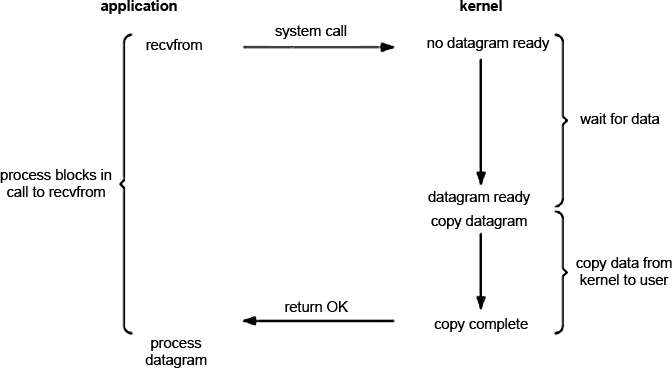 application
kernel
recvfrom
system call
no datagram ready
wait for data
process blocks in
call to recvfrom
datagram ready
copy datagram
copy data from
kernel to user
return OK
copy complete
process
datagram